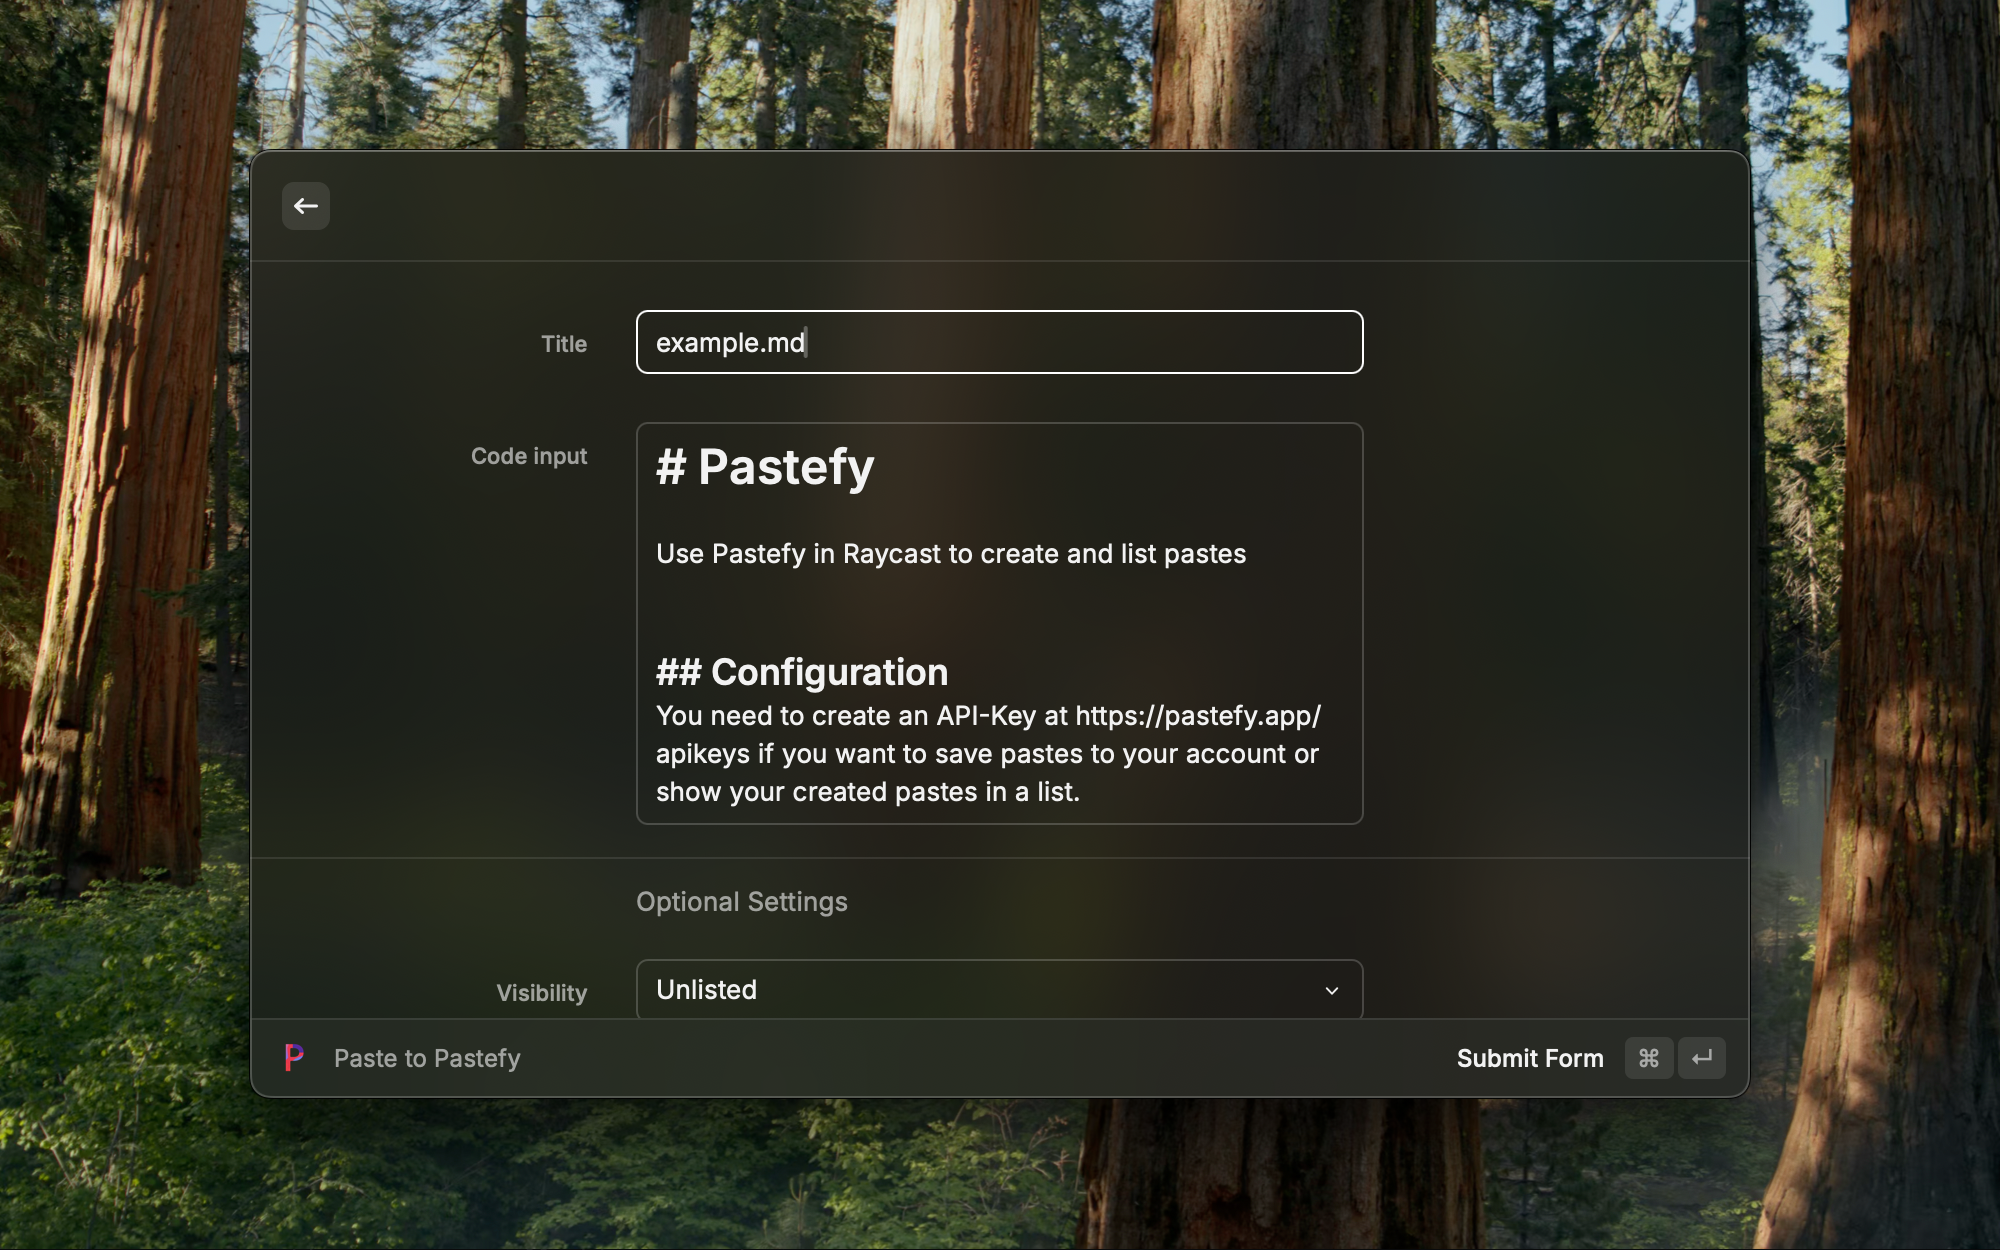 Title
example.md
Code input
# Pastefy
Use Pastefy in Raycast to create and list pastes
## Configuration
You need to create an API-Key at https://pastefy.app/
apikeys if you want to save pastes to your account or
show your created pastes in a list.
Optional Settings
Visibility
Unlisted
P
Paste to Pastefy
Submit Form ⌘ ↵